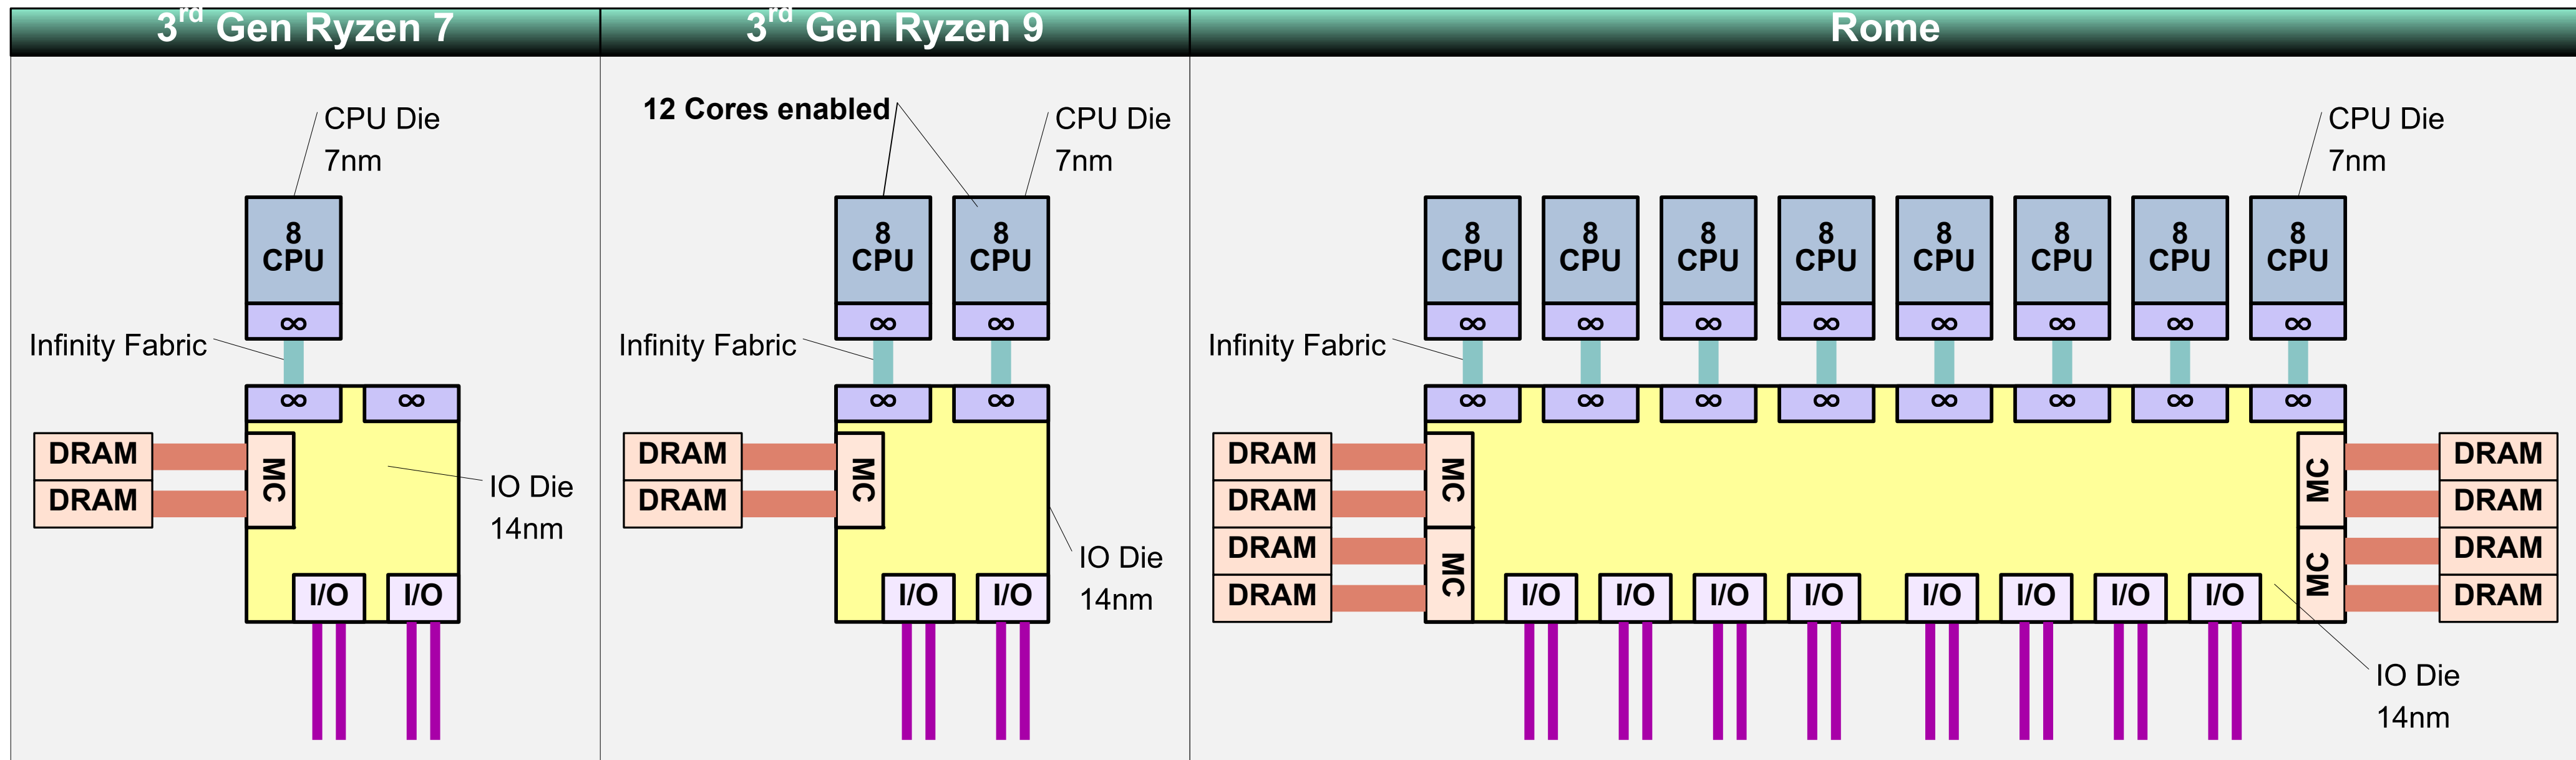 3rd Gen Ryzen 7
CPU Die
7nm
8
CPU
∞
Infinity Fabric
∞ ∞
DRAM
DRAM
MC
IO Die
14nm
I/O I/O
3rd Gen Ryzen 9
12 Cores enabled
CPU Die
7nm
8 8
CPU CPU
∞ ∞
Infinity Fabric
∞ ∞
DRAM
DRAM
MC
IO Die
14nm
I/O I/O
Rome
CPU Die
7nm
8 8 8 8 8 8 8 8
CPU CPU CPU CPU CPU CPU CPU CPU
∞ ∞ ∞ ∞ ∞ ∞ ∞ ∞
Infinity Fabric
∞ ∞ ∞ ∞ ∞ ∞ ∞ ∞
DRAM
DRAM
DRAM
DRAM
MC
MC
MC
MC
DRAM
DRAM
DRAM
DRAM
I/O I/O I/O I/O I/O I/O I/O I/O
IO Die
14nm